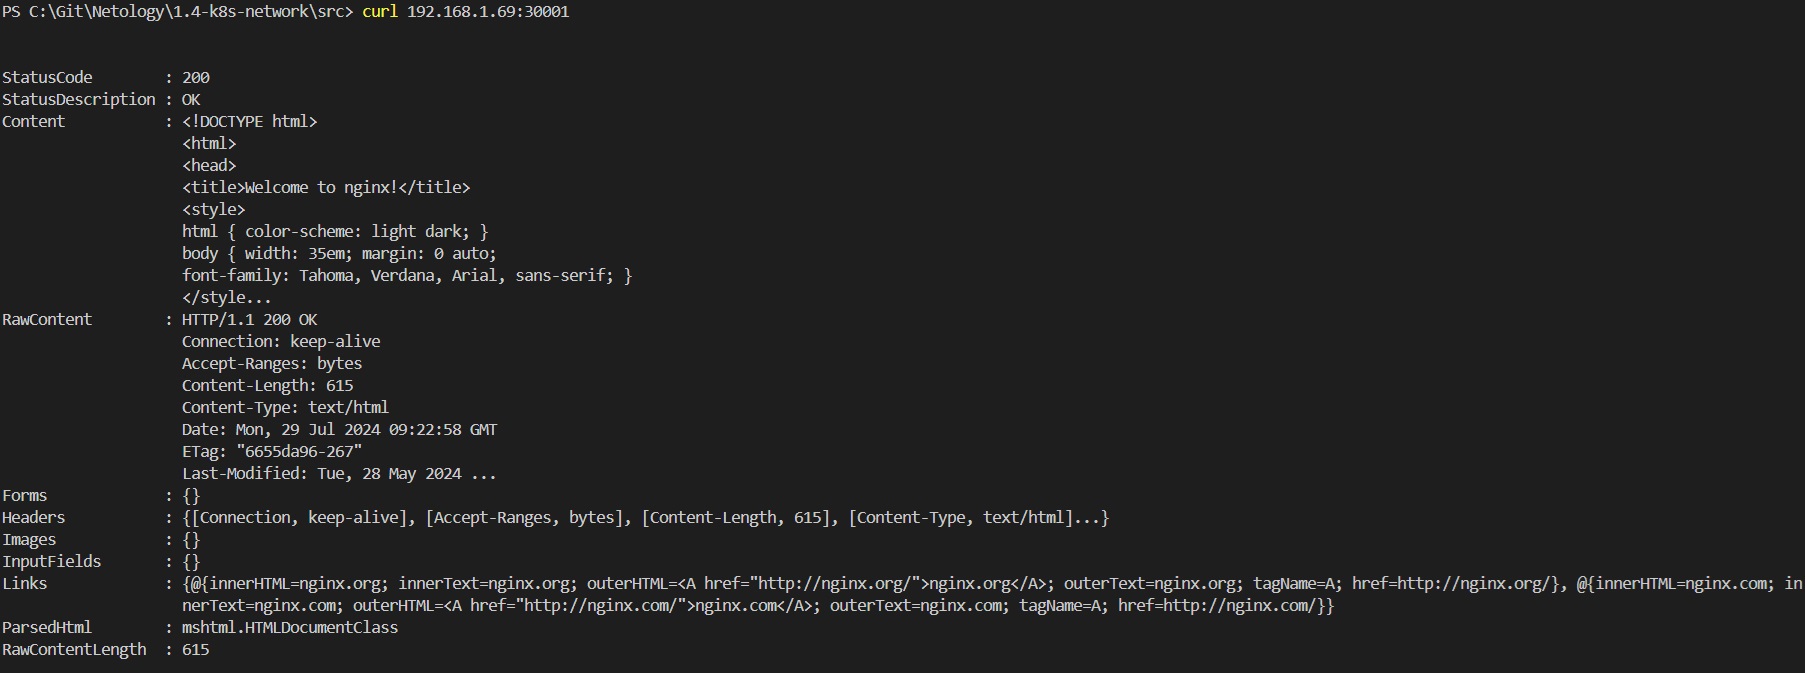 PS C:\Git\Netology\1.4-k8s-network\src> curl 192.168.1.69:30001
StatusCode        : 200
StatusDescription : OK
Content           : <!DOCTYPE html>
                    <html>
                    <head>
                    <title>Welcome to nginx!</title>
                    <style>
                    html { color-scheme: light dark; }
                    body { width: 35em; margin: 0 auto;
                    font-family: Tahoma, Verdana, Arial, sans-serif; }
                    </style...
RawContent        : HTTP/1.1 200 OK
                    Connection: keep-alive
                    Accept-Ranges: bytes
                    Content-Length: 615
                    Content-Type: text/html
                    Date: Mon, 29 Jul 2024 09:22:58 GMT
                    ETag: "6655da96-267"
                    Last-Modified: Tue, 28 May 2024 ...
Forms             : {}
Headers           : {[Connection, keep-alive], [Accept-Ranges, bytes], [Content-Length, 615], [Content-Type, text/html]...}
Images            : {}
InputFields       : {}
Links             : {@{innerHTML=nginx.org; innerText=nginx.org; outerHTML=<A href="http://nginx.org/">nginx.org</A>; outerText=nginx.org; tagName=A; href=http://nginx.org/}, @{innerHTML=nginx.com; in
                    nerText=nginx.com; outerHTML=<A href="http://nginx.com/">nginx.com</A>; outerText=nginx.com; tagName=A; href=http://nginx.com/}}
ParsedHtml        : mshtml.HTMLDocumentClass
RawContentLength  : 615